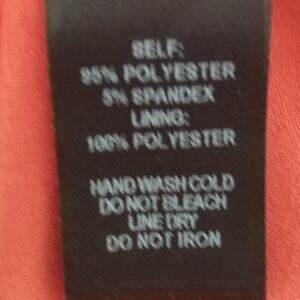 SELF:
95% POLYESTER
5% SPANDEX
LINING:
100% POLYESTER
HAND WASH COLD
DO NOT BLEACH
LINE DRY
DO NOT IRON